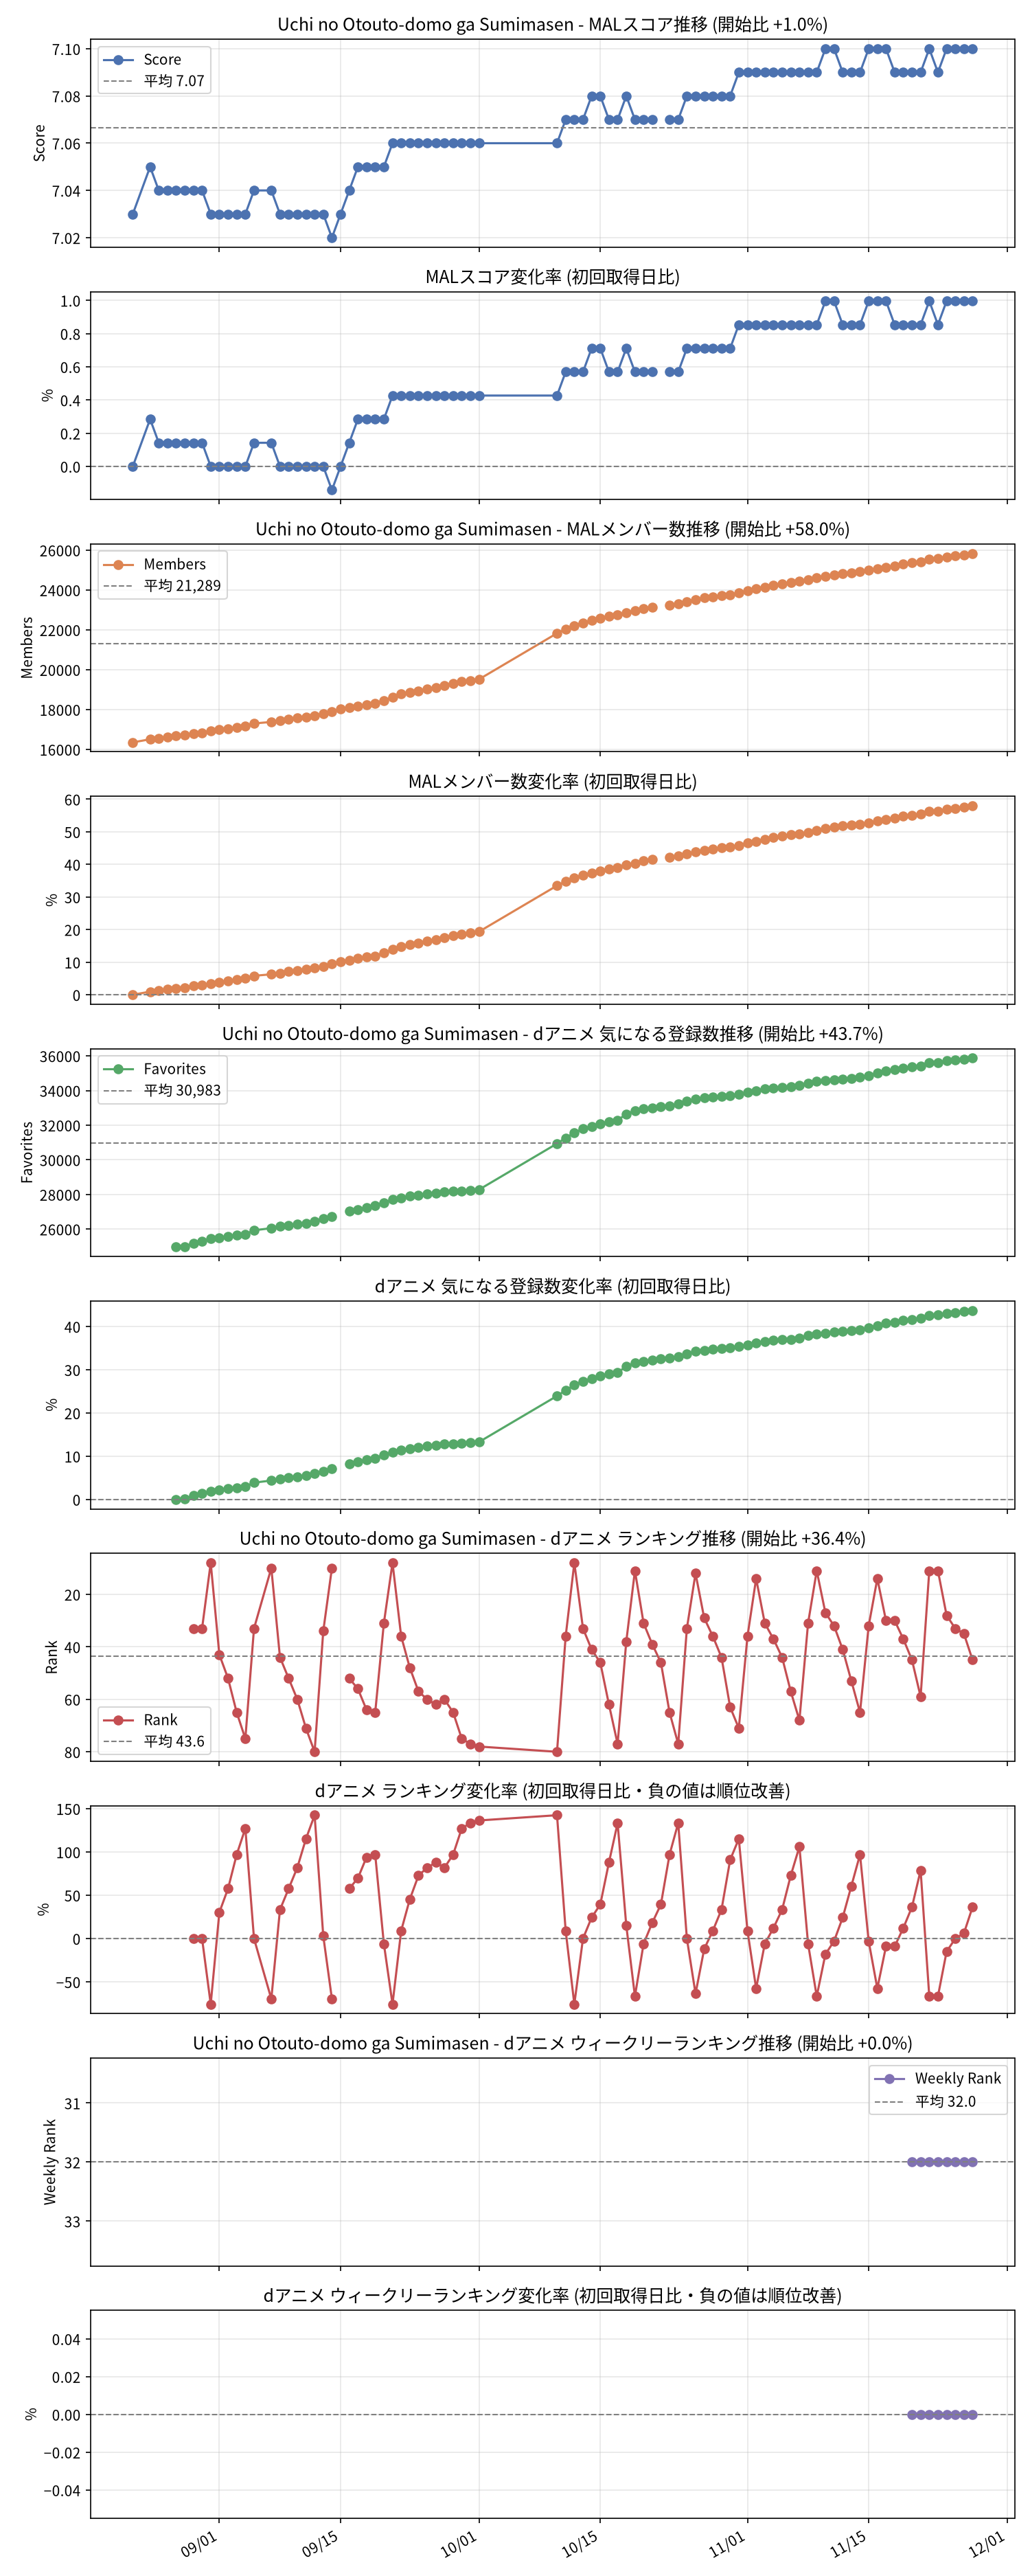 Uchi no Otouto-domo ga Sumimasen - MALスコア推移 (開始比 +1.0%)
7.10
7.08
7.06
7.04
7.02
Score
Score
平均 7.07
MALスコア変化率 (初回取得日比)
1.0
0.8
0.6
0.4
0.2
0.0
%
Uchi no Otouto-domo ga Sumimasen - MALメンバー数推移 (開始比 +58.0%)
26000
24000
22000
20000
18000
16000
Members
Members
平均 21,289
MALメンバー数変化率 (初回取得日比)
60
50
40
30
20
10
0
%
Uchi no Otouto-domo ga Sumimasen - dアニメ 気になる登録数推移 (開始比 +43.7%)
36000
34000
32000
30000
28000
26000
Favorites
Favorites
平均 30,983
dアニメ 気になる登録数変化率 (初回取得日比)
40
30
20
10
0
%
Uchi no Otouto-domo ga Sumimasen - dアニメ ランキング推移 (開始比 +36.4%)
20
40
60
80
Rank
Rank
平均 43.6
dアニメ ランキング変化率 (初回取得日比・負の値は順位改善)
150
100
50
0
−50
%
Uchi no Otouto-domo ga Sumimasen - dアニメ ウィークリーランキング推移 (開始比 +0.0%)
31
32
33
Weekly Rank
Weekly Rank
平均 32.0
dアニメ ウィークリーランキング変化率 (初回取得日比・負の値は順位改善)
0.04
0.02
0.00
−0.02
−0.04
%
09/01
09/15
10/01
10/15
11/01
11/15
12/01